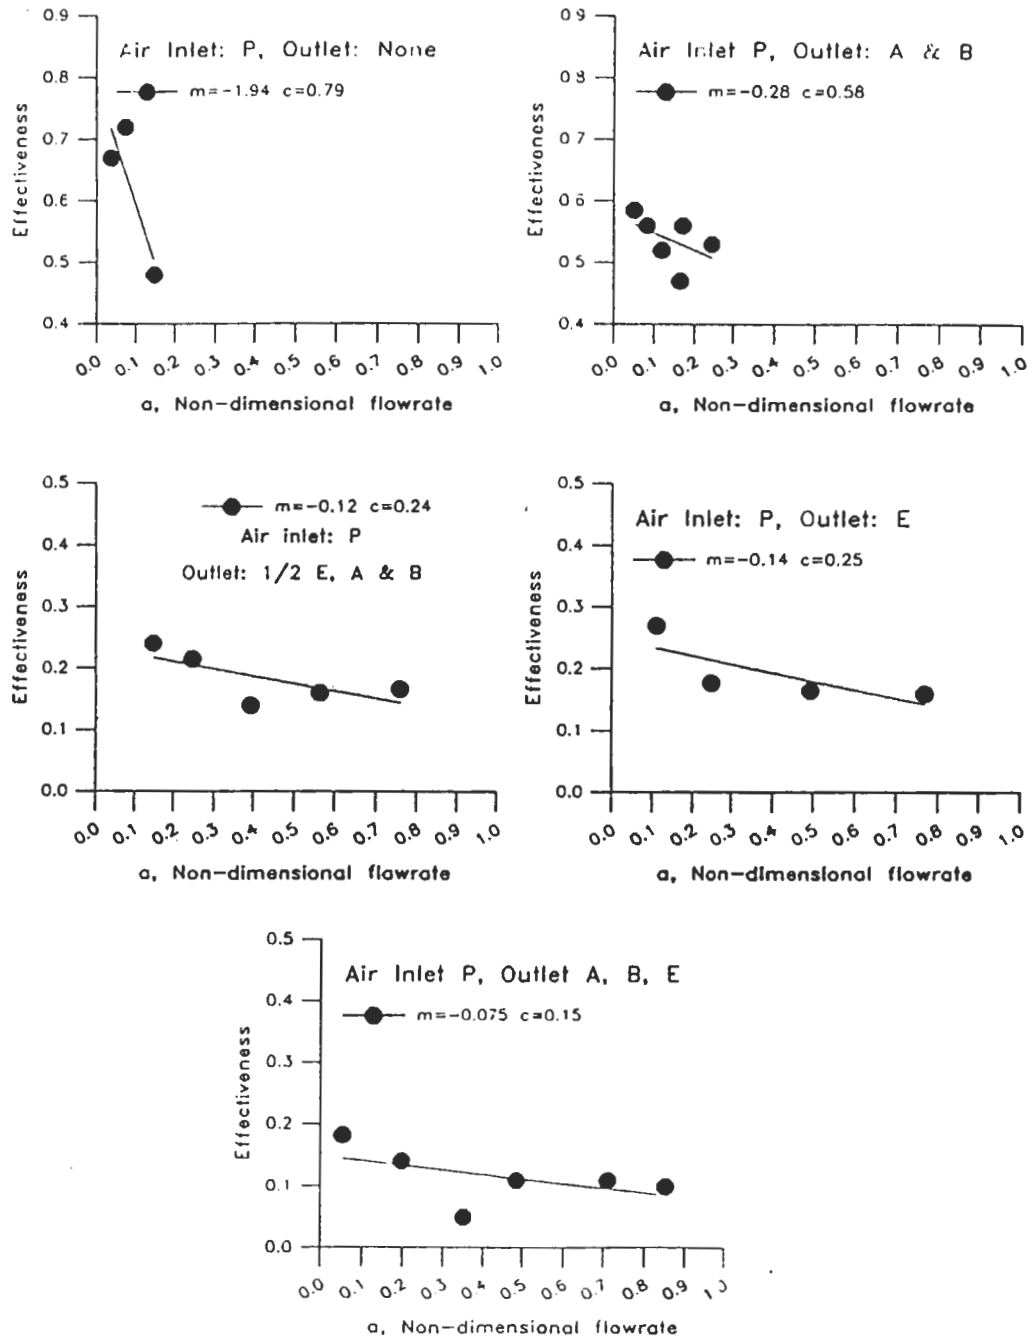 Air Inlet: P, Outlet: None
m=-1.94 c=0.79
Effectiveness
0.9
0.8
0.7
0.6
0.5
0.4
0.0 0.1 0.2 0.3 0.4 0.5 0.6 0.7 0.8 0.9 1.0
a, Non-dimensional flowrate
Air Inlet P, Outlet: A & B
m=-0.28 c=0.58
Effectiveness
0.9
0.8
0.7
0.6
0.5
0.4
0.0 0.1 0.2 0.3 0.4 0.5 0.6 0.7 0.8 0.9 1.0
a, Non-dimensional flowrate
m=-0.12 c=0.24
Air inlet: P
Outlet: 1/2 E, A & B
Effectiveness
0.5
0.4
0.3
0.2
0.1
0.0
0.0 0.1 0.2 0.3 0.4 0.5 0.6 0.7 0.8 0.9 1.0
a, Non-dimensional flowrate
Air Inlet: P, Outlet: E
m=-0.14 c=0.25
Effectiveness
0.5
0.4
0.3
0.2
0.1
0.0
0.0 0.1 0.2 0.3 0.4 0.5 0.6 0.7 0.8 0.9 1.0
a, Non-dimensional flowrate
Air Inlet P, Outlet A, B, E
m=-0.075 c=0.15
Effectiveness
0.5
0.4
0.3
0.2
0.1
0.0
0.0 0.1 0.2 0.3 0.4 0.5 0.6 0.7 0.8 0.9 1.0
a, Non-dimensional flowrate